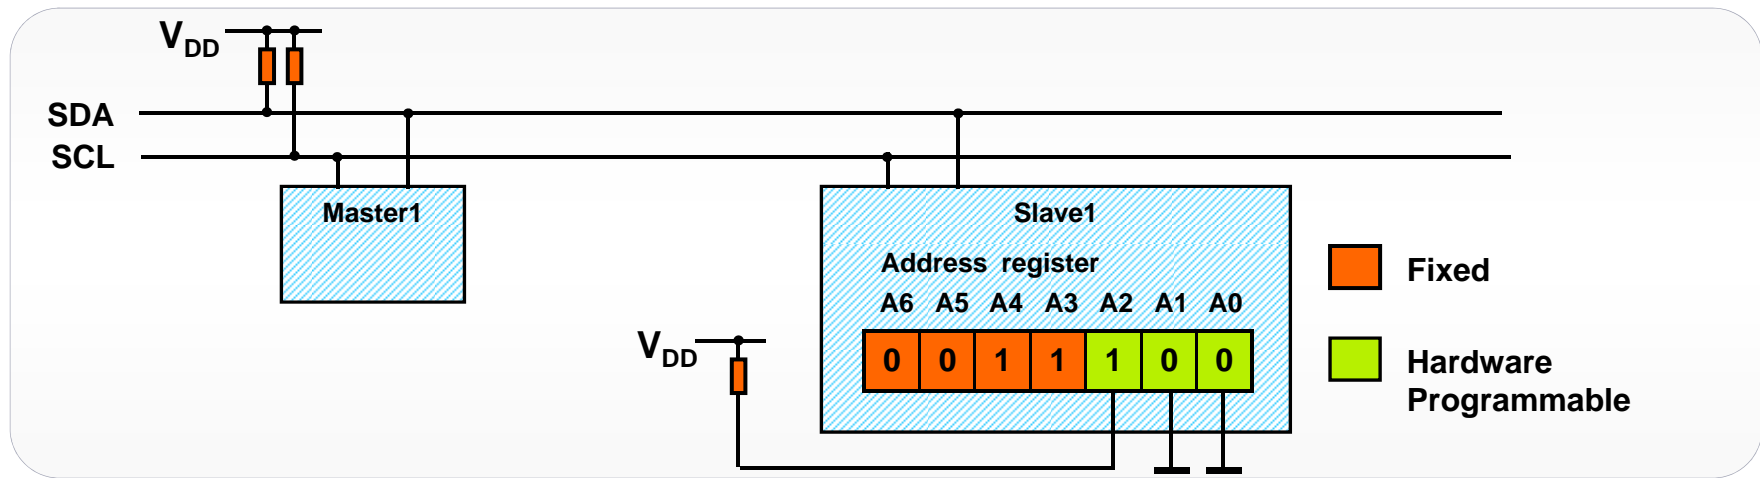 VDD
SDA
SCL
Master1
Slave1
Address register
A6 A5 A4 A3 A2 A1 A0
0 0 1 1 1 0 0
VDD
Fixed
Hardware
Programmable